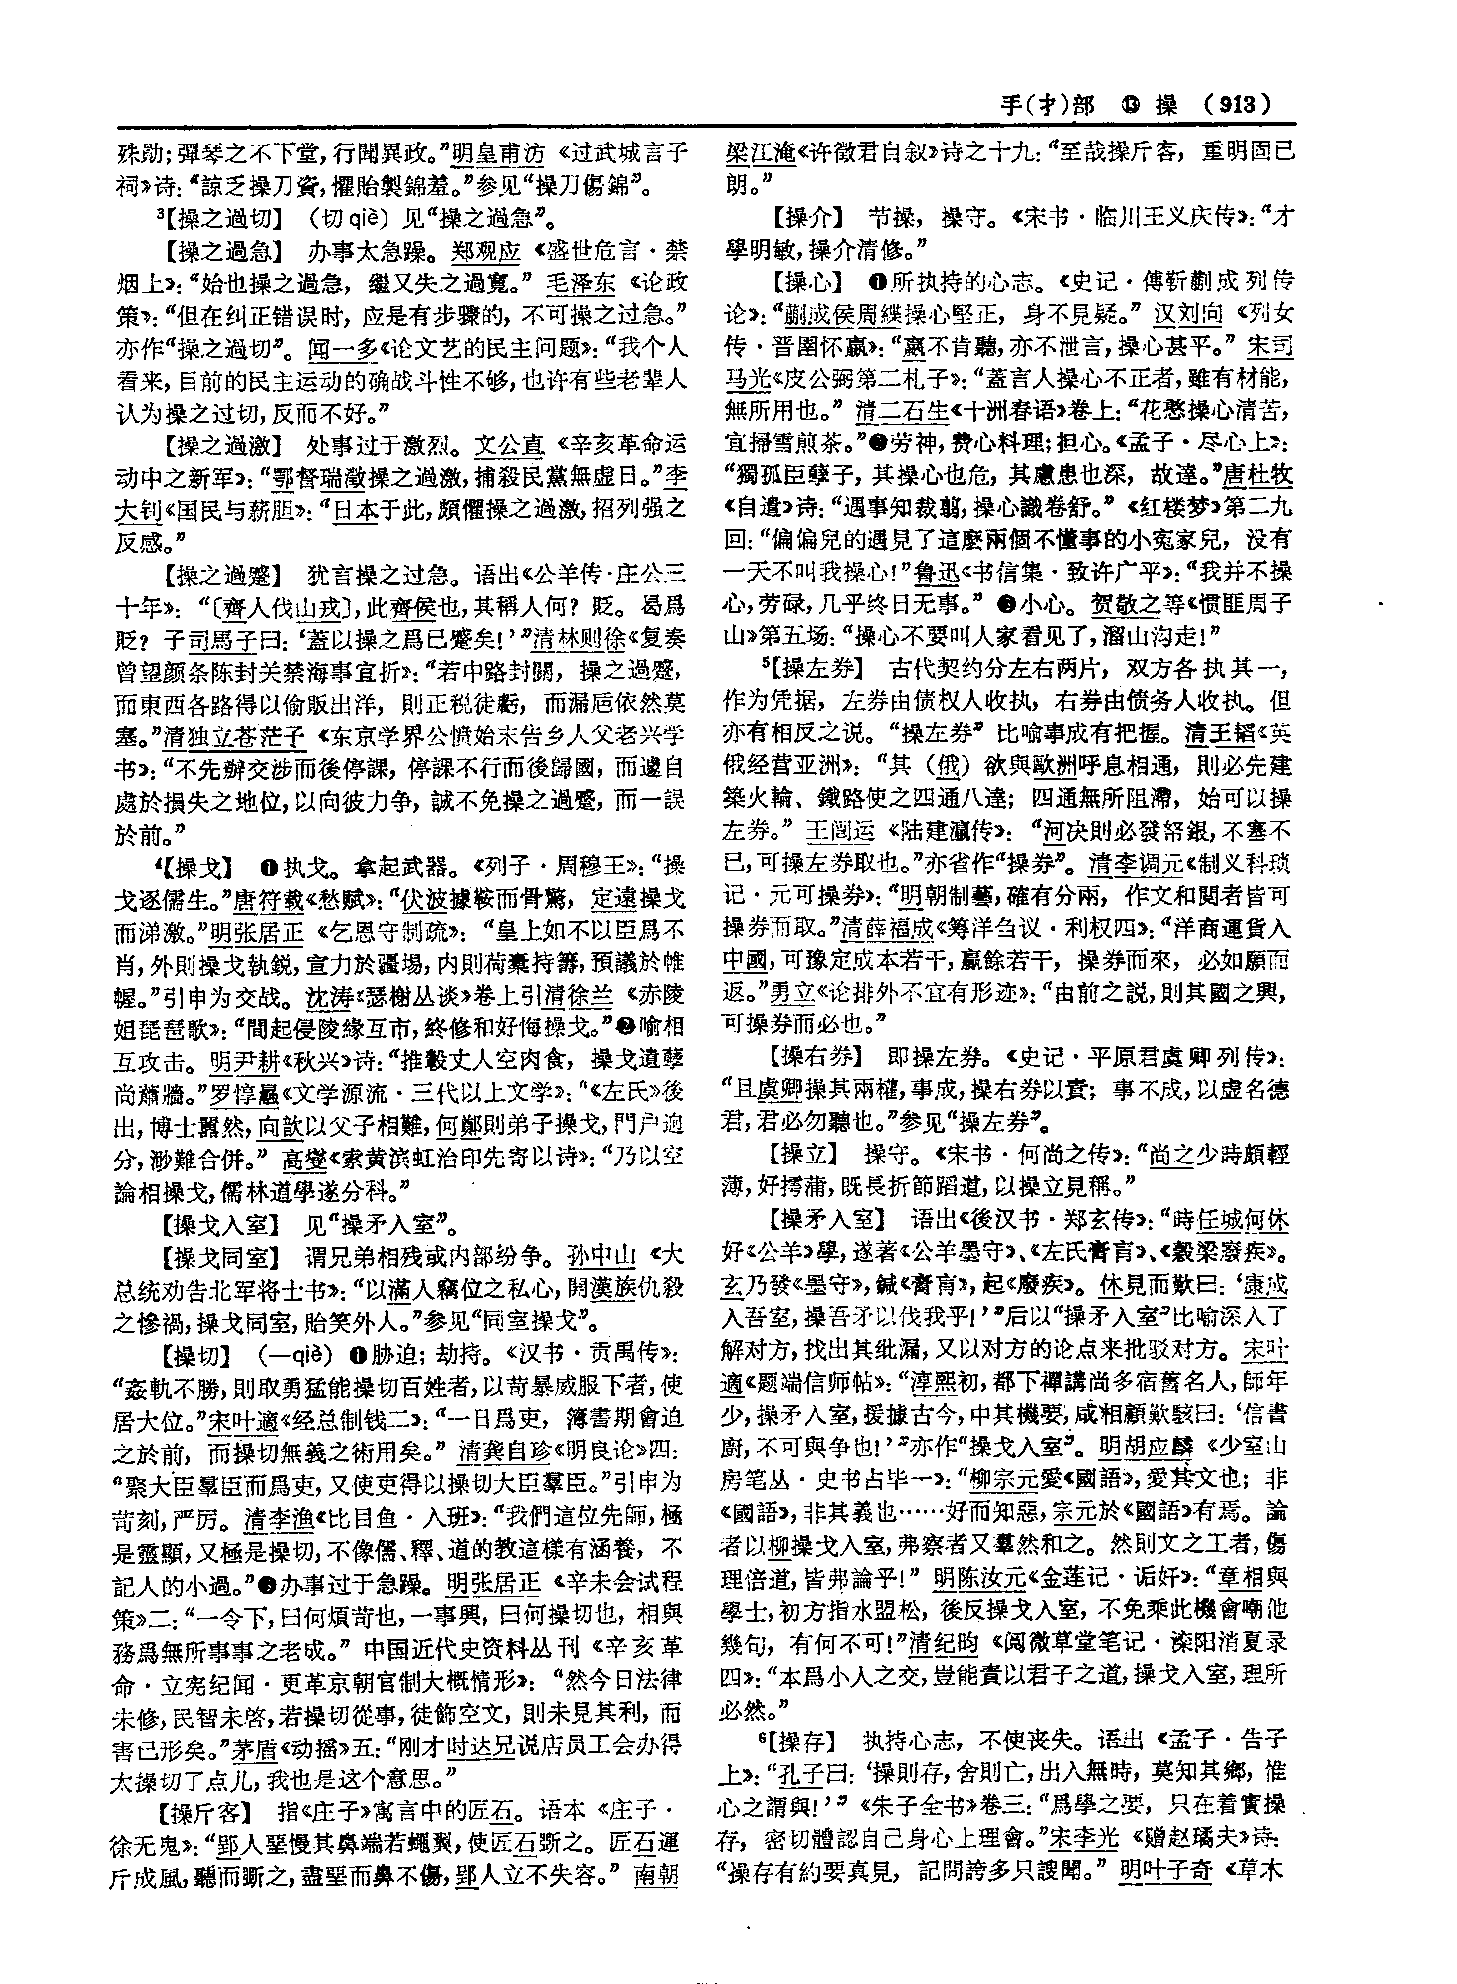 手(扌)部 ⓭ 操 (913)
殊勛；彈琴之不下堂，行聞異政。”明皇甫汸《过武城言子
祠》诗：“諒乏操刀資，懼貽製錦羞。”参见“操刀傷錦”。
³【操之過切】（切qiè）见“操之過急”。
【操之過急】 办事太急躁。郑观应《盛世危言·禁
烟上》：“始也操之過急，繼又失之過寬。”毛泽东《论政
策》：“但在纠正错误时，应是有步骤的，不可操之过急。”
亦作“操之過切”。闻一多《论文艺的民主问题》：“我个人
看来，目前的民主运动的确战斗性不够，也许有些老辈人
认为操之过切，反而不好。”
【操之過激】 处事过于激烈。文公直《辛亥革命运
动中之新军》：“鄂督瑞澂操之過激，捕殺民黨無虚日。”李
大钊《国民与薪胆》：“日本于此，頗懼操之過激，招列强之
反感。”
【操之過蹙】 犹言操之过急。语出《公羊传·庄公三
十年》：“〔齊人伐山戎〕，此齊侯也，其稱人何？貶。曷爲
貶？子司馬子曰：‘蓋以操之爲已蹙矣！’”清林则徐《复奏
曾望颜条陈封关禁海事宜折》：“若中路封關，操之過蹙，
而東西各路得以偷販出洋，則正税徒虧，而漏卮依然莫
塞。”清独立苍茫子《东京学界公愤始末告乡人父老兴学
书》：“不先辦交涉而後停課，停課不行而後歸國，而遽自
處於損失之地位，以向彼力争，誠不免操之過蹙，而一誤
於前。”
⁴【操戈】 ❶执戈。拿起武器。《列子·周穆王》：“操
戈逐儒生。”唐符载《愁赋》：“伏波據鞍而骨驚，定遠操戈
而涕激。”明张居正《乞恩守制疏》：“皇上如不以臣爲不
肖，外則操戈執鋭，宣力於疆埸，内則荷橐持籌，預議於帷
幄。”引申为交战。沈涛《瑟榭丛谈》卷上引清徐兰《赤陵
姐琵琶歌》：“間起侵陵緣互市，終修和好悔操戈。”❷喻相
互攻击。明尹耕《秋兴》诗：“推轂丈人空肉食，操戈遺孽
尚蕭牆。”罗惇曧《文学源流·三代以上文学》：“《左氏》後
出，博士囂然，向歆以父子相難，何鄭則弟子操戈，門户迥
分，渺難合併。”高燮《索黄滨虹治印先寄以诗》：“乃以空
論相操戈，儒林道學遂分科。”
【操戈入室】 见“操矛入室”。
【操戈同室】 谓兄弟相残或内部纷争。孙中山《大
总统劝告北军将士书》：“以滿人竊位之私心，開漢族仇殺
之慘禍，操戈同室，貽笑外人。”参见“同室操戈”。
【操切】（—qiè）❶胁迫；劫持。《汉书·贡禹传》：
“姦軌不勝，則取勇猛能操切百姓者，以苛暴威服下者，使
居大位。”宋叶適《经总制钱二》：“一日爲吏，簿書期會迫
之於前，而操切無義之術用矣。”清龚自珍《明良论》四：
“聚大臣羣臣而爲吏，又使吏得以操切大臣羣臣。”引申为
苛刻，严厉。清李渔《比目鱼·入班》：“我們這位先師，極
是靈顯，又極是操切，不像儒、釋、道的教這樣有涵養，不
記人的小過。”❷办事过于急躁。明张居正《辛未会试程
策》二：“一令下，曰何煩苛也，一事興，曰何操切也，相與
務爲無所事事之老成。”中国近代史资料丛刊《辛亥革
命·立宪纪闻·更革京朝官制大概情形》：“然今日法律
未修，民智未啓，若操切從事，徒飾空文，則未見其利，而
害已形矣。”茅盾《动摇》五：“刚才时达兄说店员工会办得
太操切了点儿，我也是这个意思。”
【操斤客】 指《庄子》寓言中的匠石。语本《庄子·
徐无鬼》：“郢人堊慢其鼻端若蠅翼，使匠石斲之。匠石運
斤成風，聽而斲之，盡堊而鼻不傷，郢人立不失容。”南朝
梁江淹《许徵君自叙》诗之十九：“至哉操斤客，重明固已
朗。”
【操介】 节操，操守。《宋书·临川王义庆传》：“才
學明敏，操介清修。”
【操心】 ❶所执持的心志。《史记·傅靳蒯成列传
论》：“蒯成侯周緤操心堅正，身不見疑。”汉刘向《列女
传·晋圉怀嬴》：“嬴不肯聽，亦不泄言，操心甚平。”宋司
马光《皮公弼第二札子》：“蓋言人操心不正者，雖有材能，
無所用也。”清二石生《十洲春语》卷上：“花憨操心清苦，
宜掃雪煎茶。”❷劳神，费心料理；担心。《孟子·尽心上》：
“獨孤臣孽子，其操心也危，其慮患也深，故達。”唐杜牧
《自遣》诗：“遇事知裁翦，操心識卷舒。”《红楼梦》第二九
回：“偏偏兒的遇見了這麽兩個不懂事的小寃家兒，没有
一天不叫我操心！”鲁迅《书信集·致许广平》：“我并不操
心，劳碌，几乎终日无事。”❸小心。贺敬之等《惯匪周子
山》第五场：“操心不要叫人家看见了，溜山沟走！”
⁵【操左券】 古代契约分左右两片，双方各执其一，
作为凭据，左券由债权人收执，右券由债务人收执。但
亦有相反之说。“操左券”比喻事成有把握。清王韬《英
俄经营亚洲》：“其（俄）欲與歐洲呼息相通，則必先建
築火輪、鐵路使之四通八達；四通無所阻滯，始可以操
左券。”王闿运《陆建瀛传》：“河决則必發帑銀，不塞不
已，可操左券取也。”亦省作“操券”。清李调元《制义科琐
记·元可操券》：“明朝制藝，確有分兩，作文和閱者皆可
操券而取。”清薛福成《筹洋刍议·利权四》：“洋商運貨入
中國，可豫定成本若干，贏餘若干，操券而來，必如願而
返。”勇立《论排外不宜有形迹》：“由前之説，則其國之興，
可操券而必也。”
【操右券】 即操左券。《史记·平原君虞卿列传》：
“且虞卿操其兩權，事成，操右券以責；事不成，以虚名德
君，君必勿聽也。”参见“操左券”。
【操立】 操守。《宋书·何尚之传》：“尚之少時頗輕
薄，好摴蒲，既長折節蹈道，以操立見稱。”
【操矛入室】 语出《後汉书·郑玄传》：“時任城何休
好《公羊》學，遂著《公羊墨守》、《左氏膏肓》、《穀梁廢疾》。
玄乃發《墨守》，鍼《膏肓》，起《廢疾》。休見而歎曰：‘康成
入吾室，操吾矛以伐我乎！’”后以“操矛入室”比喻深入了
解对方，找出其纰漏，又以对方的论点来批驳对方。宋叶
適《题端信师帖》：“淳熙初，都下禪講尚多宿舊名人，師年
少，操矛入室，援據古今，中其機要，咸相顧歎駭曰：‘信書
廚，不可與争也！’”亦作“操戈入室”。明胡应麟《少室山
房笔丛·史书占毕一》：“柳宗元愛《國語》，愛其文也；非
《國語》，非其義也……好而知惡，宗元於《國語》有焉。論
者以柳操戈入室，弗察者又羣然和之。然則文之工者，傷
理倍道，皆弗論乎！”明陈汝元《金莲记·诟奸》：“章相與
學士，初方指水盟松，後反操戈入室，不免乘此機會嘲他
幾句，有何不可！”清纪昀《阅微草堂笔记·滦阳消夏录
四》：“本爲小人之交，豈能責以君子之道，操戈入室，理所
必然。”
⁶【操存】 执持心志，不使丧失。语出《孟子·告子
上》：“孔子曰：‘操則存，舍則亡，出入無時，莫知其鄉，惟
心之謂與！’”《朱子全书》卷三：“爲學之要，只在着實操
存，密切體認自己身心上理會。”宋李光《赠赵璚夫》诗：
“操存有約要真見，記問誇多只謏聞。”明叶子奇《草木